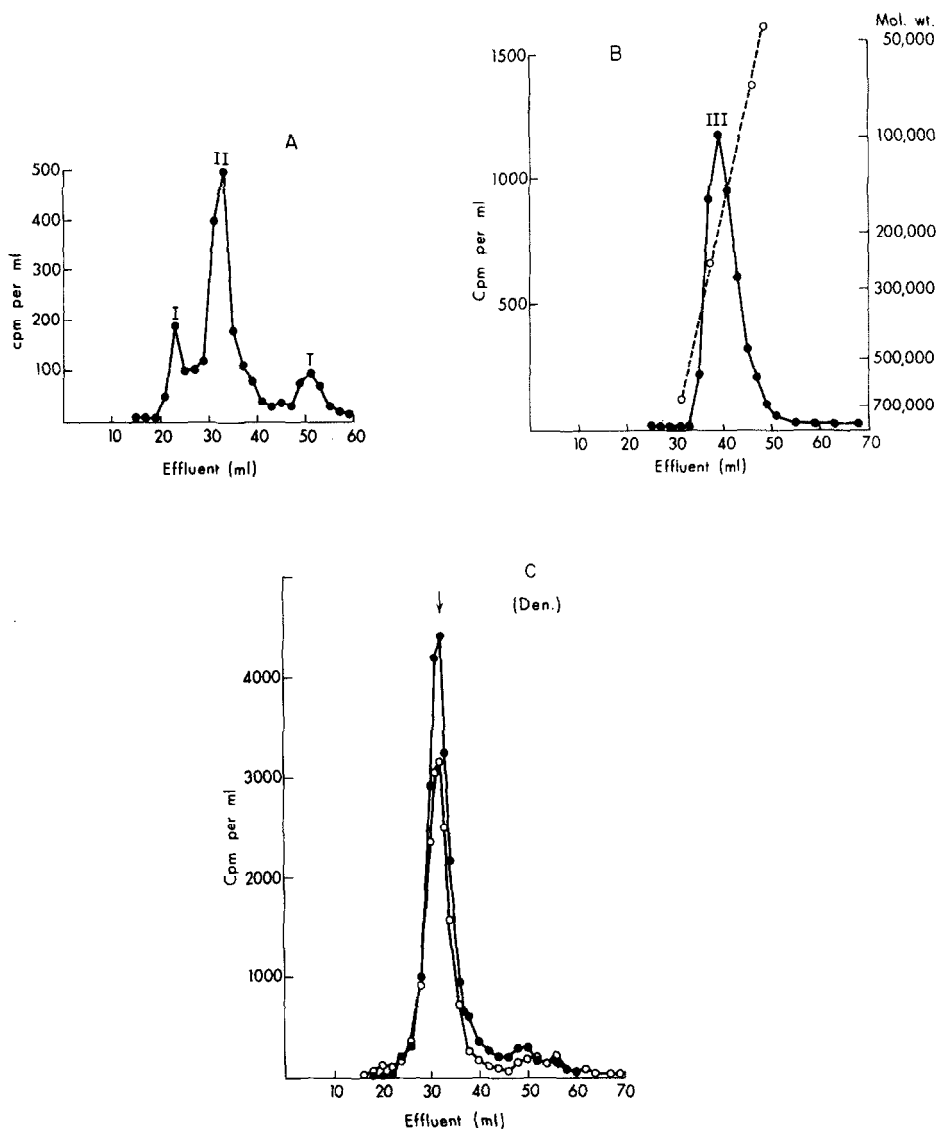 A
I
II
I
500
400
300
200
100
cpm per ml
10 20 30 40 50 60
Effluent (ml)
B
III
1500
1000
500
Cpm per ml
10 20 30 40 50 60 70
Effluent (ml)
Mol. wt.
50,000
100,000
200,000
300,000
500,000
700,000
C
(Den.)
4000
3000
2000
1000
Cpm per ml
10 20 30 40 50 60 70
Effluent (ml)